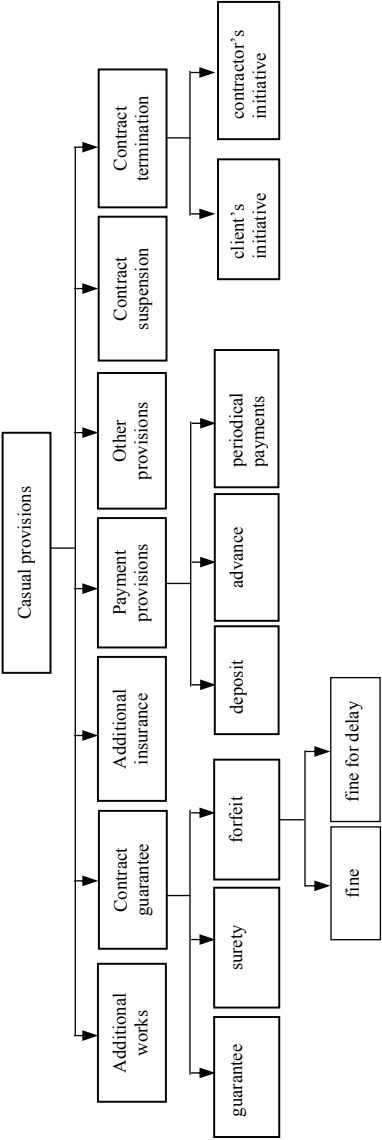 Casual provisions
Additional
works
Contract
guarantee
Additional
insurance
Payment
provisions
Other
provisions
Contract
suspension
Contract
termination
guarantee
surety
forfeit
deposit
advance
periodical
payments
client's
initiative
contractor's
initiative
fine
fine for delay